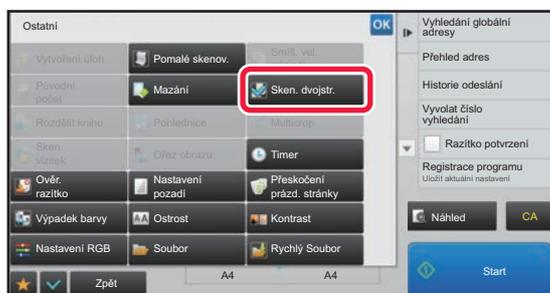 Ostatní
OK
Vytvoření úloh
Pomalé skenov.
Smíš. vel.
Původní
počet
Mazání
Sken. dvojstr.
Rozdělit knihu
Pohlednice
Multicrop
Sken
vizitek
Ořez obrazu
Timer
Ověr.
razítko
Nastavení
pozadí
Přeskočení
prázd. stránky
Výpadek barvy
Ostrost
Kontrast
Nastavení RGB
Soubor
Rychlý Soubor
Zpět
A4
A4
Vyhledání globální
adresy
Přehled adres
Historie odeslání
Vyvolat číslo
vyhledání
Razítko potvrzení
Registrace programu
Uložit aktuální nastavení
Náhled
CA
Start